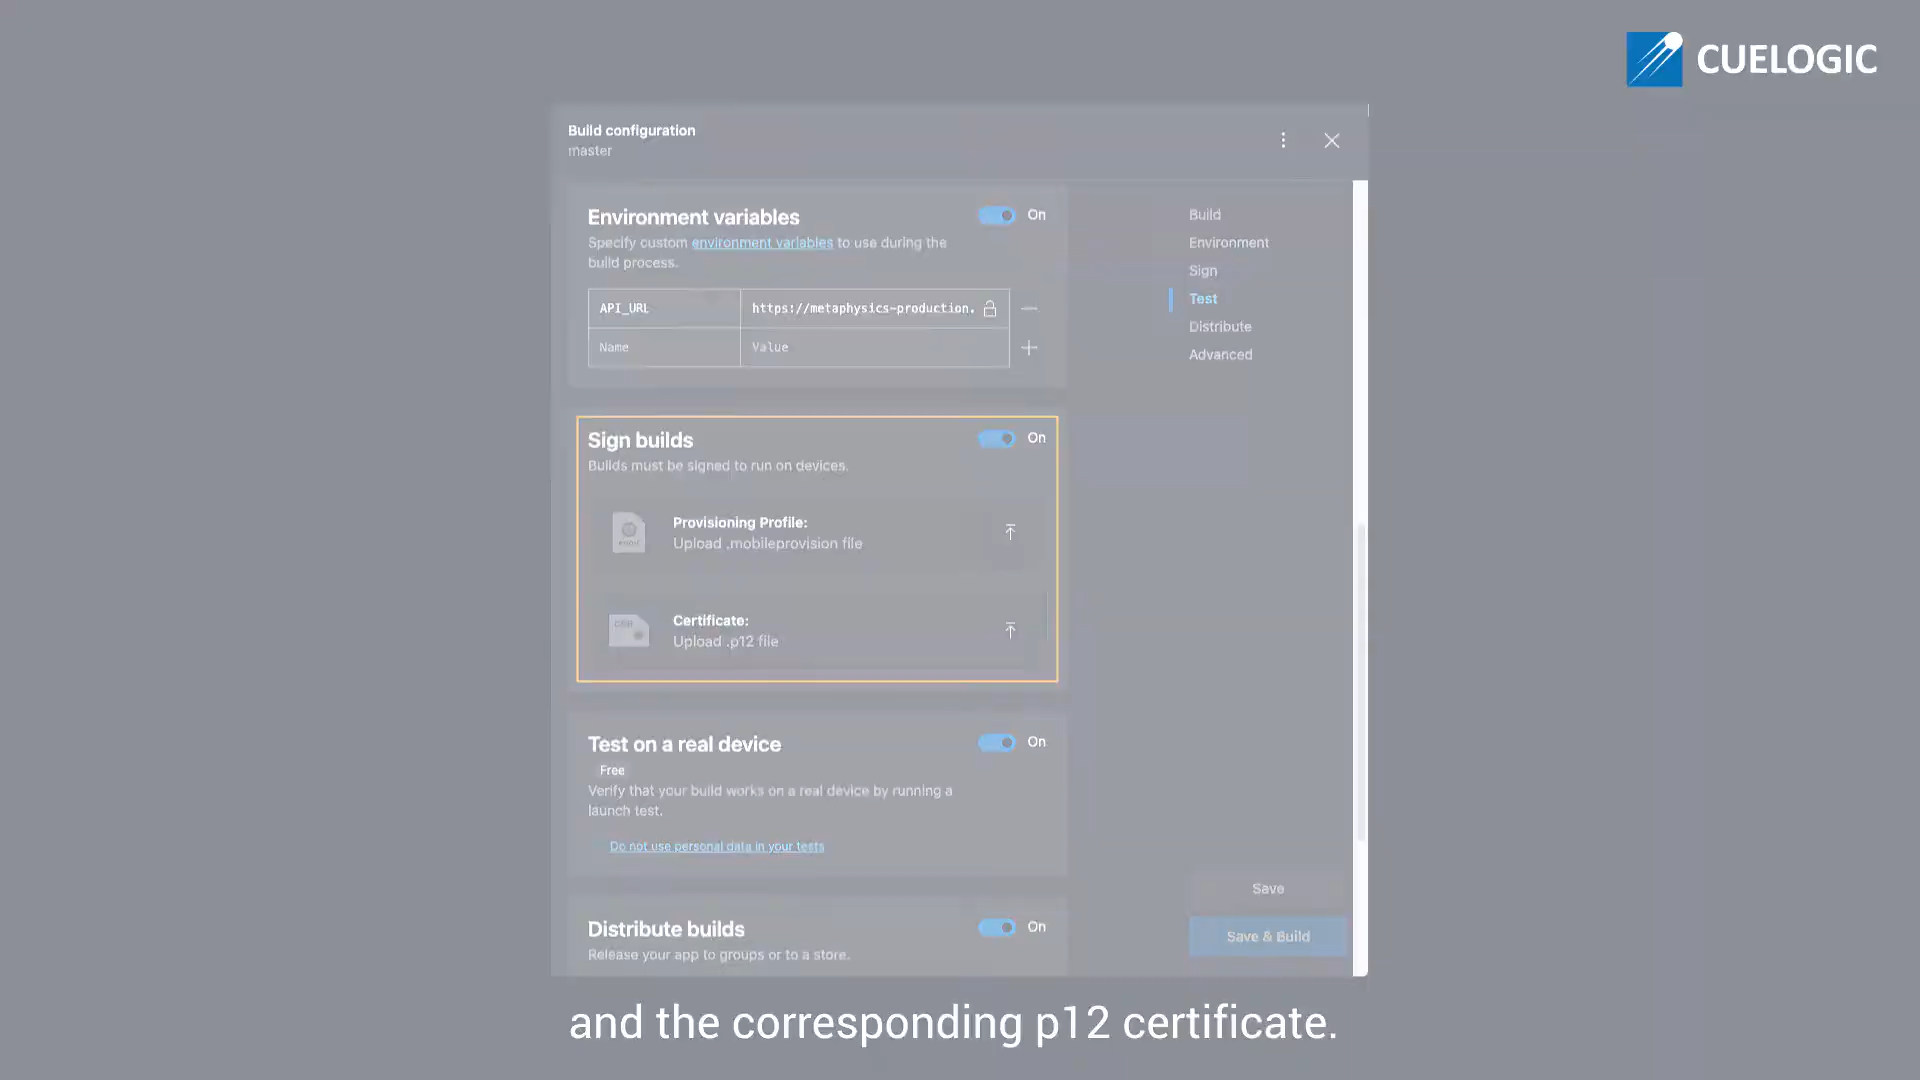 CUELOGIC
Build configuration
master
Environment variables
On
Specify custom environment variables to use during the
build process.
API_URL
https://metaphysics-production.
Name
Value
Sign builds
On
Builds must be signed to run on devices.
Provisioning Profile:
Upload .mobileprovision file
Certificate:
Upload .p12 file
Test on a real device
On
Free
Verify that your build works on a real device by running a
launch test.
Do not use personal data in your tests
Distribute builds
On
Release your app to groups or to a store.
Build
Environment
Sign
Test
Distribute
Advanced
Save
Save & Build
and the corresponding p12 certificate.